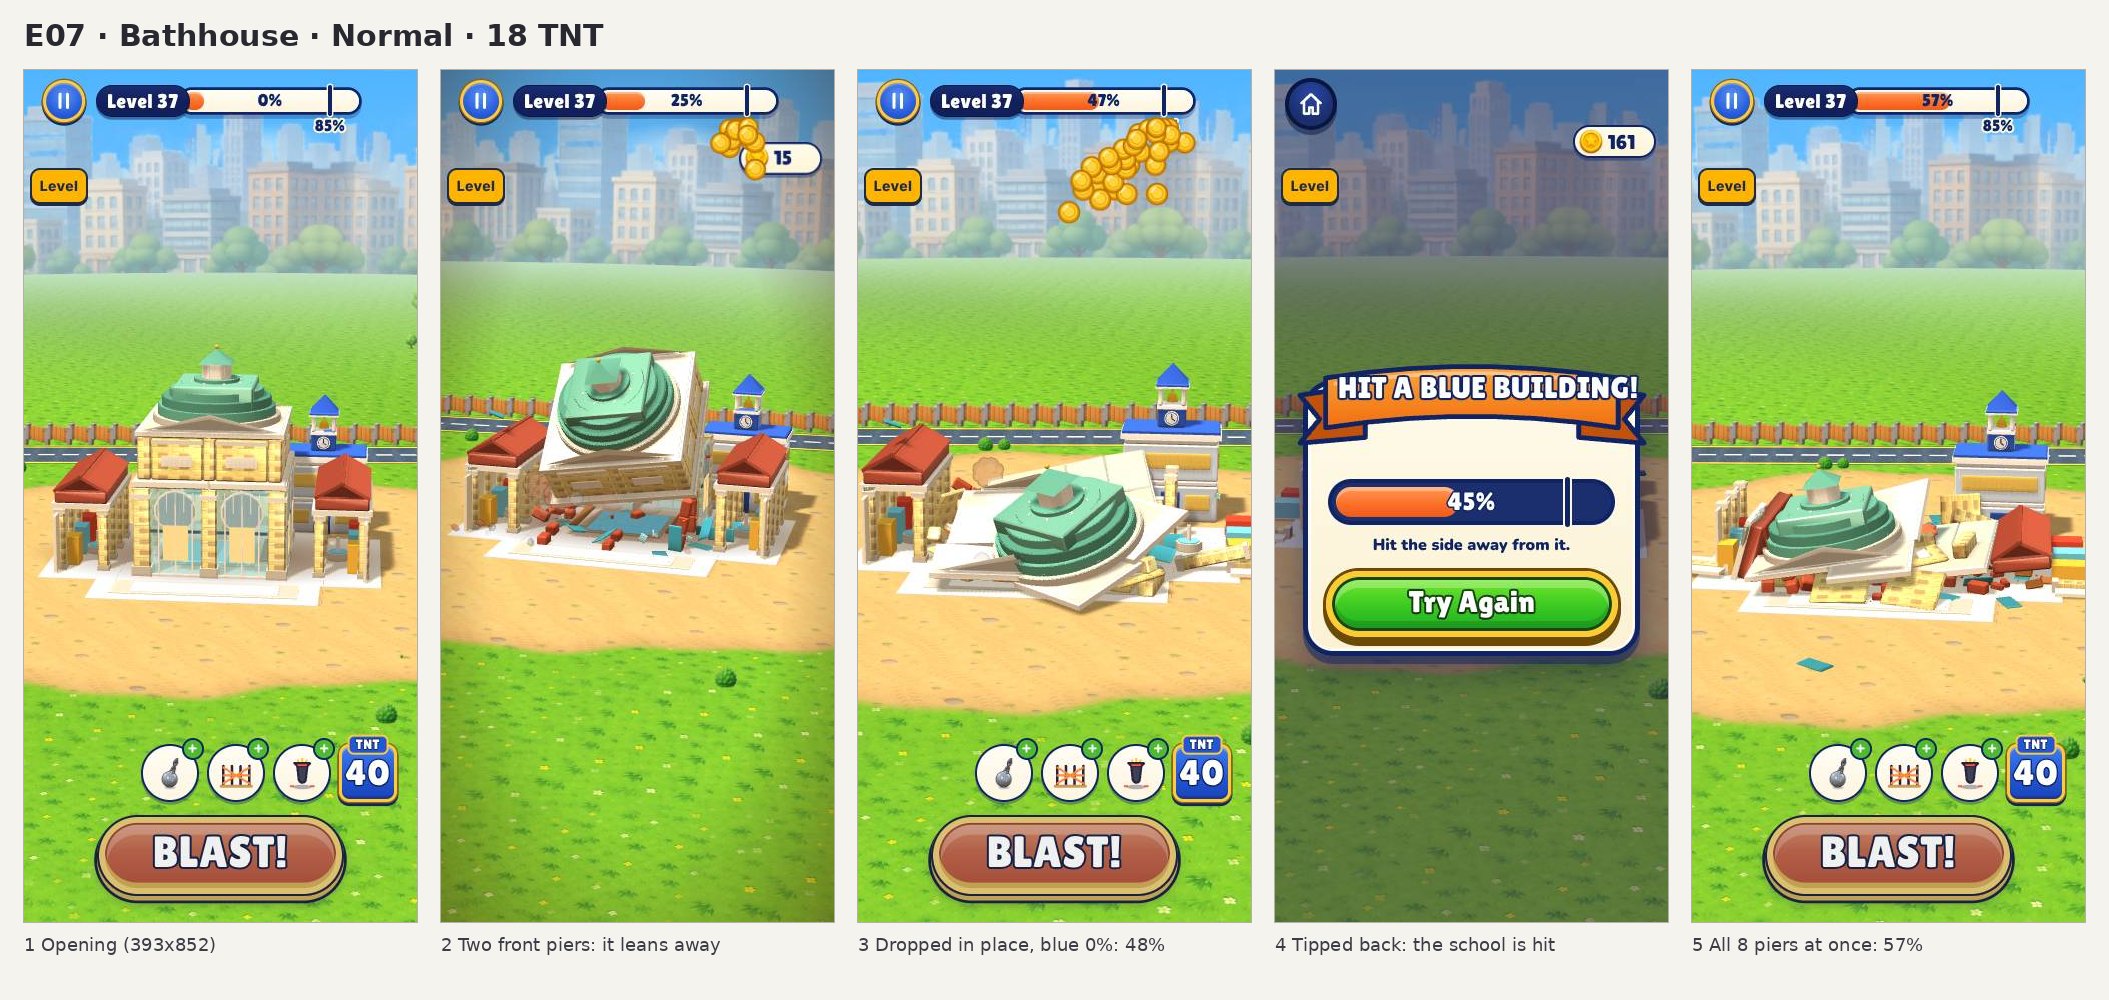 E07 · Bathhouse · Normal · 18 TNT
Level 37
0%
85%
Level
TNT
40
BLAST!
1 Opening (393x852)
Level 37
25%
15
Level
2 Two front piers: it leans away
Level 37
47%
Level
TNT
40
BLAST!
3 Dropped in place, blue 0%: 48%
161
Level
HIT A BLUE BUILDING!
45%
Hit the side away from it.
Try Again
4 Tipped back: the school is hit
Level 37
57%
85%
Level
TNT
40
BLAST!
5 All 8 piers at once: 57%